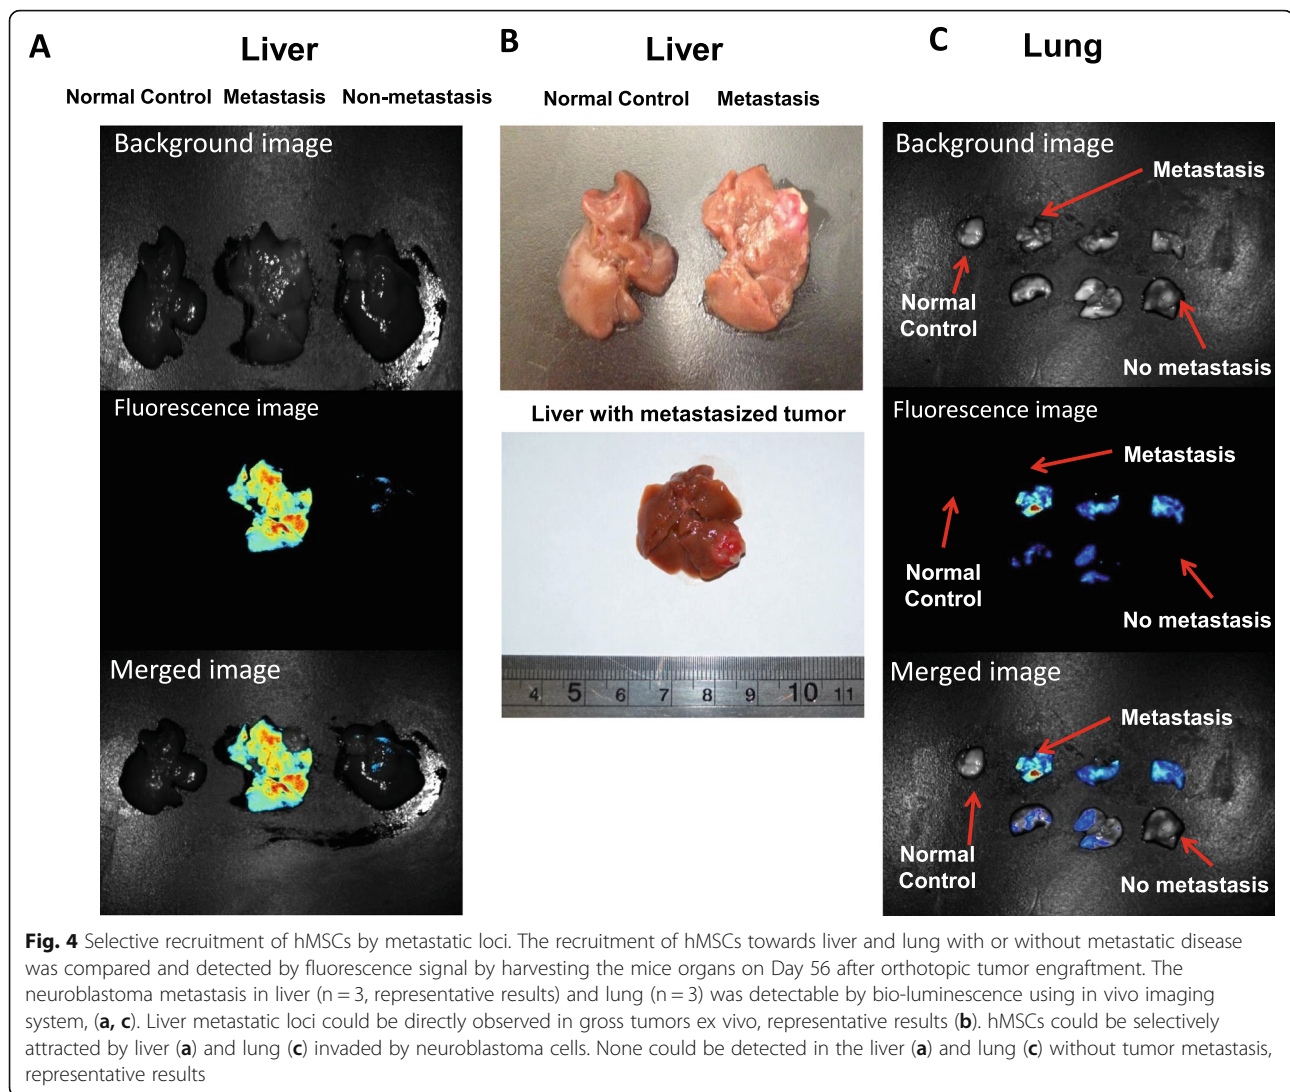 A
Liver
Normal Control Metastasis Non-metastasis
Background image
Fluorescence image
Merged image
B
Liver
Normal Control Metastasis
Liver with metastasized tumor
4 5 6 7 8 9 10 11
C
Lung
Background image
Metastasis
Normal
Control
No metastasis
Fluorescence image
Metastasis
Normal
Control
No metastasis
Merged image
Metastasis
Normal
Control
No metastasis
Fig. 4 Selective recruitment of hMSCs by metastatic loci. The recruitment of hMSCs towards liver and lung with or without metastatic disease
was compared and detected by fluorescence signal by harvesting the mice organs on Day 56 after orthotopic tumor engraftment. The
neuroblastoma metastasis in liver (n = 3, representative results) and lung (n = 3) was detectable by bio-luminescence using in vivo imaging
system, (a, c). Liver metastatic loci could be directly observed in gross tumors ex vivo, representative results (b). hMSCs could be selectively
attracted by liver (a) and lung (c) invaded by neuroblastoma cells. None could be detected in the liver (a) and lung (c) without tumor metastasis,
representative results